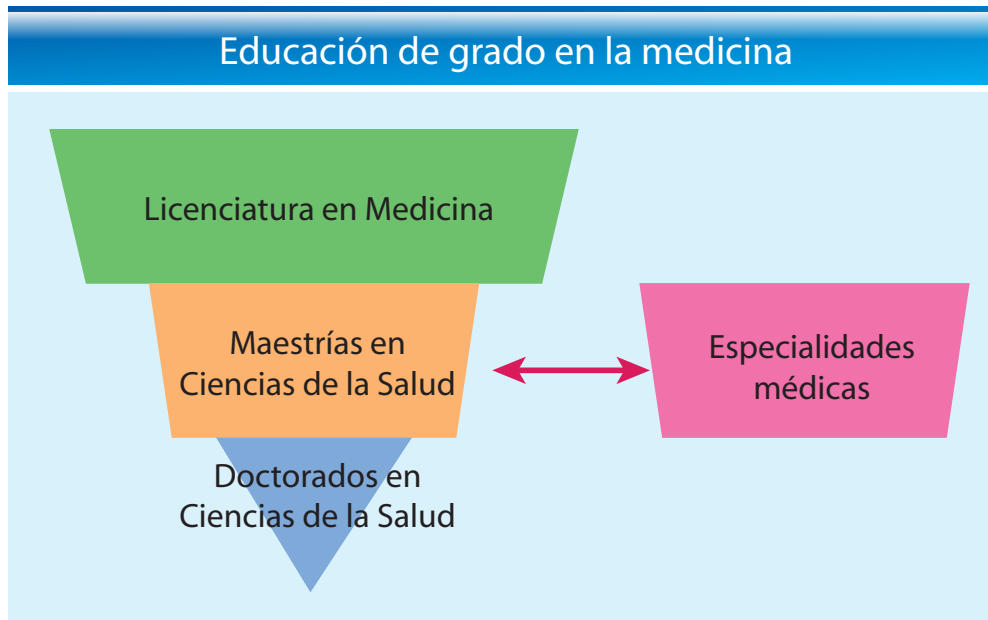 Educación de grado en la medicina
Licenciatura en Medicina
Maestrías en
Ciencias de la Salud
Especialidades
médicas
Doctorados en
Ciencias de la Salud